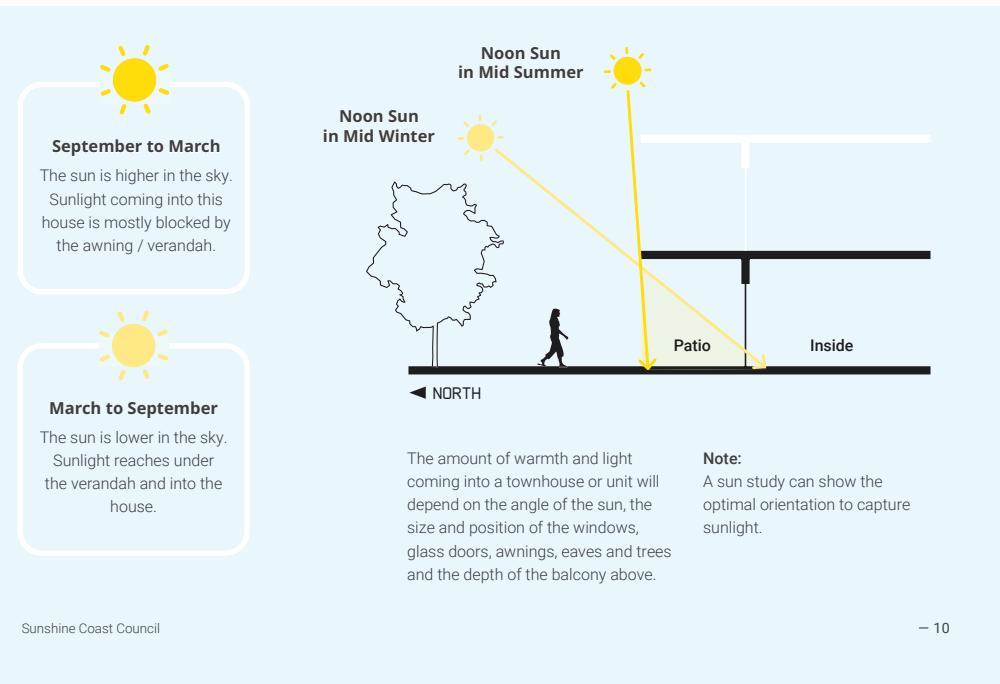 September to March
The sun is higher in the sky.
Sunlight coming into this
house is mostly blocked by
the awning / verandah.
March to September
The sun is lower in the sky.
Sunlight reaches under
the verandah and into the
house.
Noon Sun
in Mid Summer
Noon Sun
in Mid Winter
Patio
Inside
NORTH
The amount of warmth and light
coming into a townhouse or unit will
depend on the angle of the sun, the
size and position of the windows,
glass doors, awnings, eaves and trees
and the depth of the balcony above.
Note:
A sun study can show the
optimal orientation to capture
sunlight.
Sunshine Coast Council
— 10